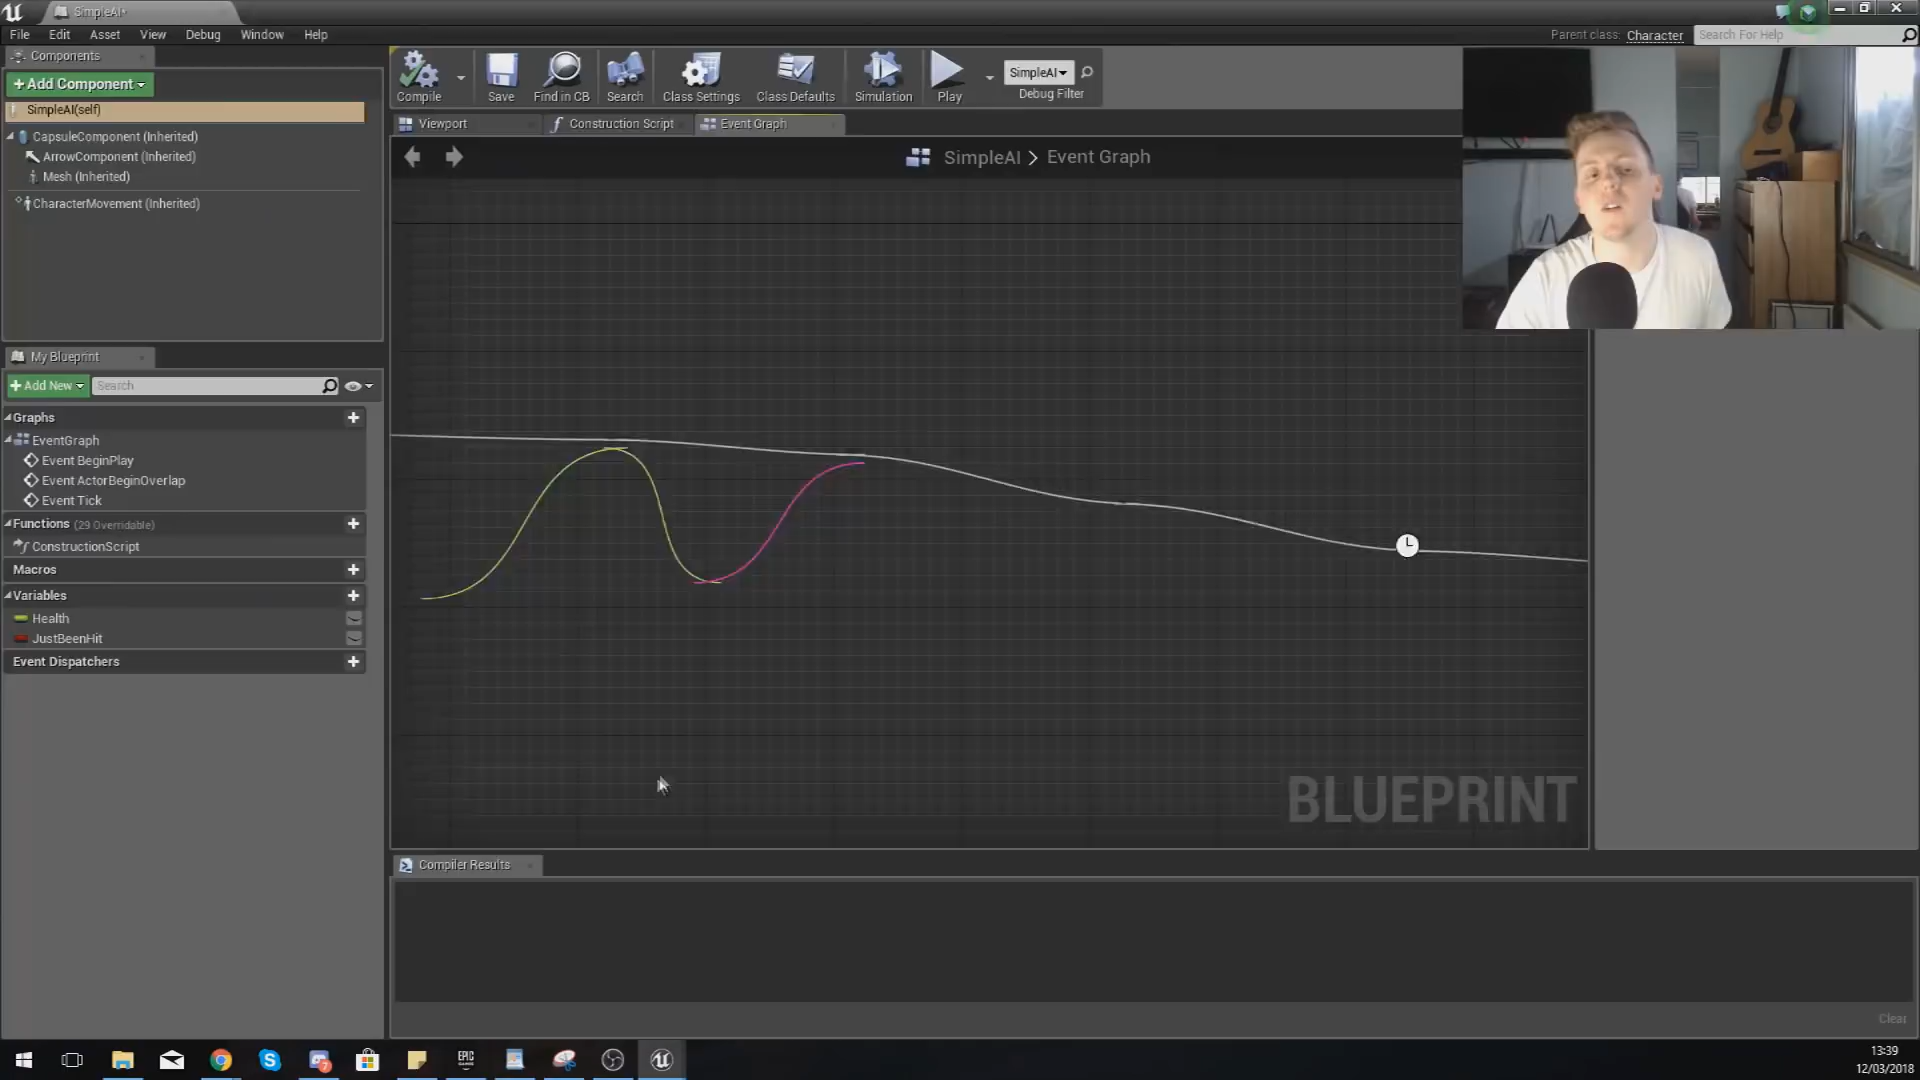 SimpleAI*
File Edit Asset View Debug Window Help
Parent class: Character
Search For Help
Components
+Add Component
SimpleAI(self)
CapsuleComponent (Inherited)
ArrowComponent (Inherited)
Mesh (Inherited)
CharacterMovement (Inherited)
Compile
Save
Find in CB
Search
Class Settings
Class Defaults
Simulation
Play
SimpleAI
Debug Filter
Viewport
Construction Script
Event Graph
SimpleAI > Event Graph
My Blueprint
+Add New
Search
Graphs
EventGraph
Event BeginPlay
Event ActorBeginOverlap
Event Tick
Functions (29 Overridable)
ConstructionScript
Macros
Variables
Health
JustBeenHit
Event Dispatchers
BLUEPRINT
Compiler Results
Clear
EPIC
GAMES
7
13:39
12/03/2018